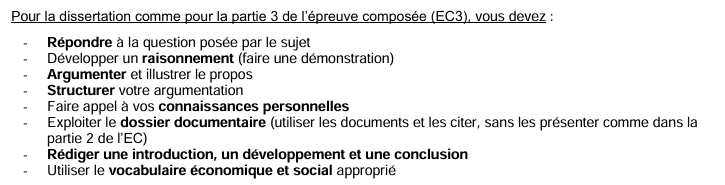 Pour la dissertation comme pour la partie 3 de l'épreuve composée (EC3), vous devez :
- Répondre à la question posée par le sujet
- Développer un raisonnement (faire une démonstration)
- Argumenter et illustrer le propos
- Structurer votre argumentation
- Faire appel à vos connaissances personnelles
- Exploiter le dossier documentaire (utiliser les documents et les citer, sans les présenter comme dans la
partie 2 de l'EC)
- Rédiger une introduction, un développement et une conclusion
- Utiliser le vocabulaire économique et social approprié